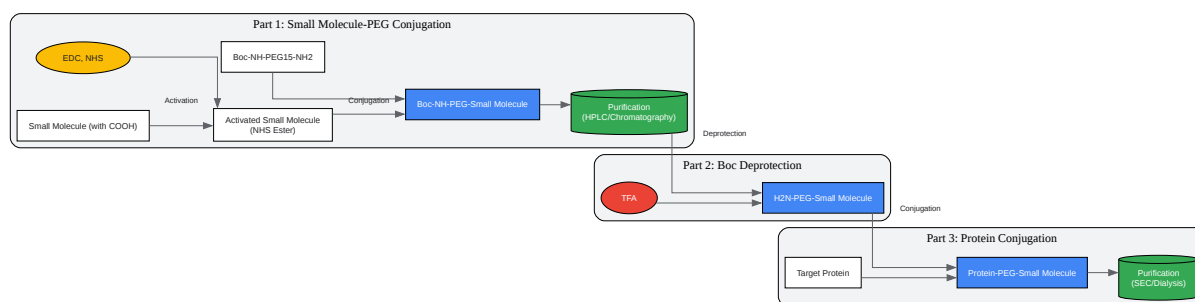 Part 1: Small Molecule-PEG Conjugation
EDC, NHS
Boc-NH-PEG15-NH2
Activation
Conjugation
Boc-NH-PEG-Small Molecule
Purification
(HPLC/Chromatography)
Small Molecule (with COOH)
Activated Small Molecule
(NHS Ester)
Deprotection
Part 2: Boc Deprotection
TFA
H2N-PEG-Small Molecule
Conjugation
Part 3: Protein Conjugation
Target Protein
Protein-PEG-Small Molecule
Purification
(SEC/Dialysis)